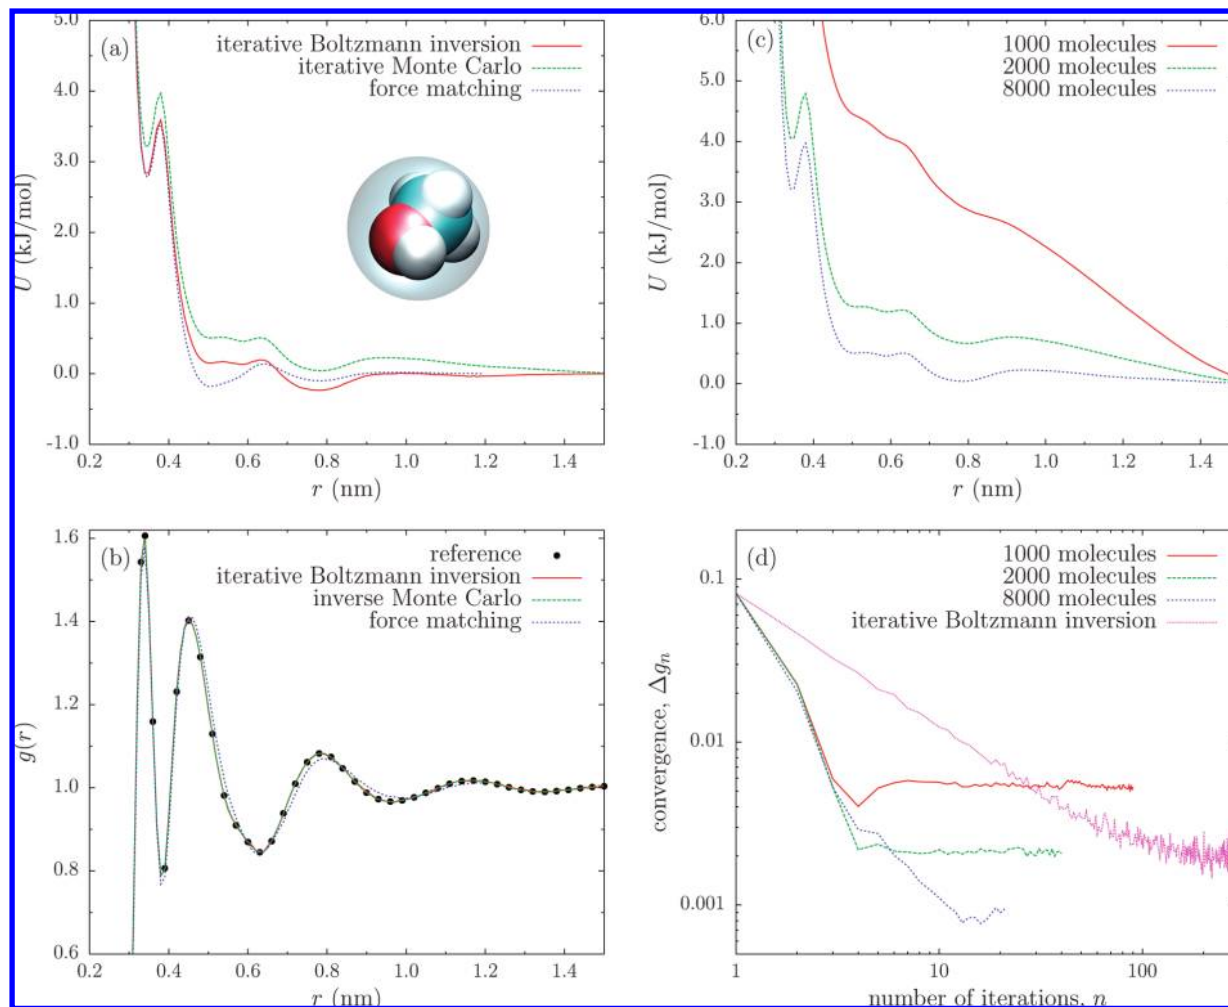 (a)
iterative Boltzmann inversion
iterative Monte Carlo
force matching
5.0
4.0
3.0
2.0
1.0
0.0
-1.0
U (kJ/mol)
0.2 0.4 0.6 0.8 1.0 1.2 1.4
r (nm)
(c)
1000 molecules
2000 molecules
8000 molecules
6.0
5.0
4.0
3.0
2.0
1.0
0.0
-1.0
U (kJ/mol)
0.2 0.4 0.6 0.8 1.0 1.2 1.4
r (nm)
(b)
reference
iterative Boltzmann inversion
inverse Monte Carlo
force matching
1.6
1.4
1.2
1.0
0.8
0.6
g(r)
0.2 0.4 0.6 0.8 1.0 1.2 1.4
r (nm)
(d)
1000 molecules
2000 molecules
8000 molecules
iterative Boltzmann inversion
0.1
0.01
0.001
convergence, Δgₙ
1 10 100
number of iterations, n